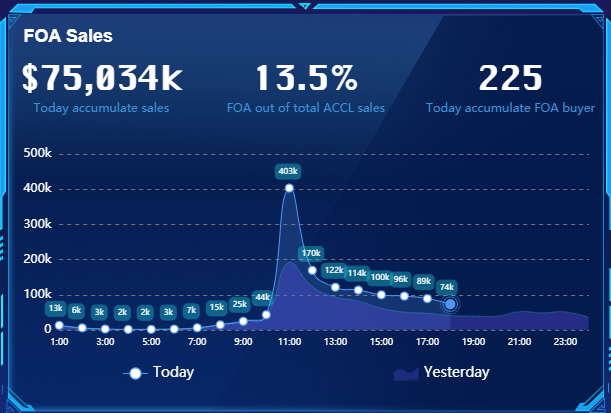 FOA Sales
$75,034k 13.5% 225
Today accumulate sales FOA out of total ACCL sales Today accumulate FOA buyer
500k
403k
400k
300k
170k
200k
122k 114k 100k 96k 89k 74k
100k
13k 6k 3k 2k 2k 3k 7k 15k 25k 44k
0
1:00 3:00 5:00 7:00 9:00 11:00 13:00 15:00 17:00 19:00 21:00 23:00
Today Yesterday